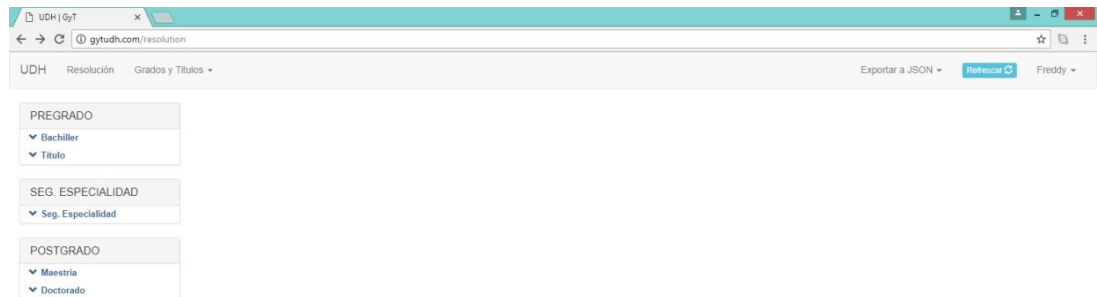 UDH | GyT
gytudh.com/resolution
UDH Resolución Grados y Títulos Exportar a JSON Refrescar Freddy
PREGRADO
Bachiller
Título
SEG. ESPECIALIDAD
Seg. Especialidad
POSTGRADO
Maestria
Doctorado